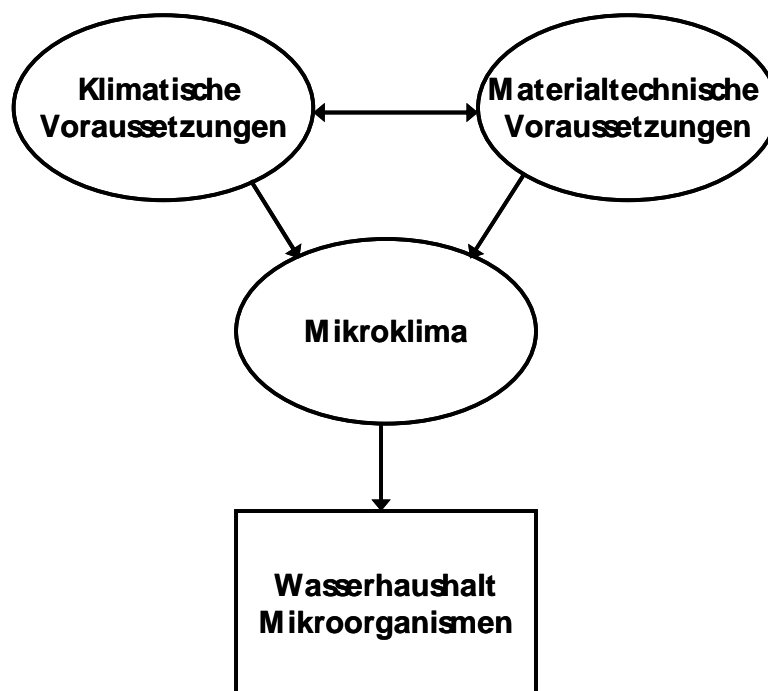 Klimatische
Voraussetzungen
Materialtechnische
Voraussetzungen
Mikroklima
Wasserhaushalt
Mikroorganismen